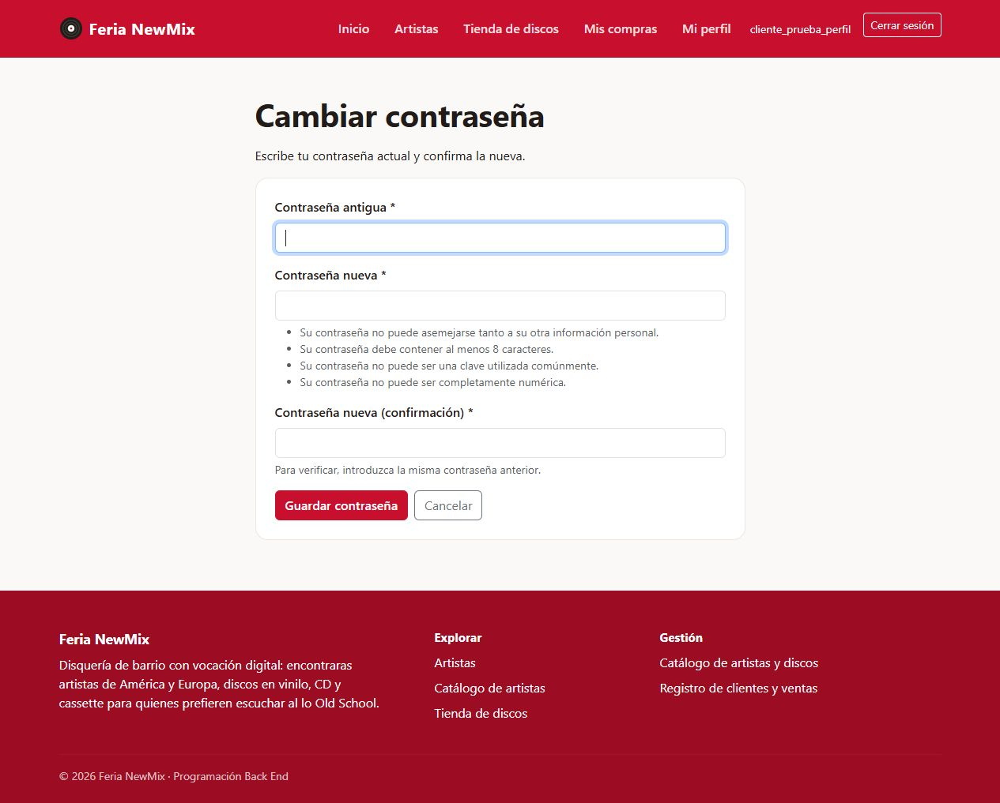 Feria NewMix
Inicio
Artistas
Tienda de discos
Mis compras
Mi perfil
cliente_prueba_perfil
Cerrar sesión
Cambiar contraseña
Escribe tu contraseña actual y confirma la nueva.
Contraseña antigua *
Contraseña nueva *
Su contraseña no puede asemejarse tanto a su otra información personal.
Su contraseña debe contener al menos 8 caracteres.
Su contraseña no puede ser una clave utilizada comúnmente.
Su contraseña no puede ser completamente numérica.
Contraseña nueva (confirmación) *
Para verificar, introduzca la misma contraseña anterior.
Guardar contraseña
Cancelar
Feria NewMix
Disquería de barrio con vocación digital: encontraras
artistas de América y Europa, discos en vinilo, CD y
cassette para quienes prefieren escuchar al lo Old School.
Explorar
Artistas
Catálogo de artistas
Tienda de discos
Gestión
Catálogo de artistas y discos
Registro de clientes y ventas
© 2026 Feria NewMix · Programación Back End